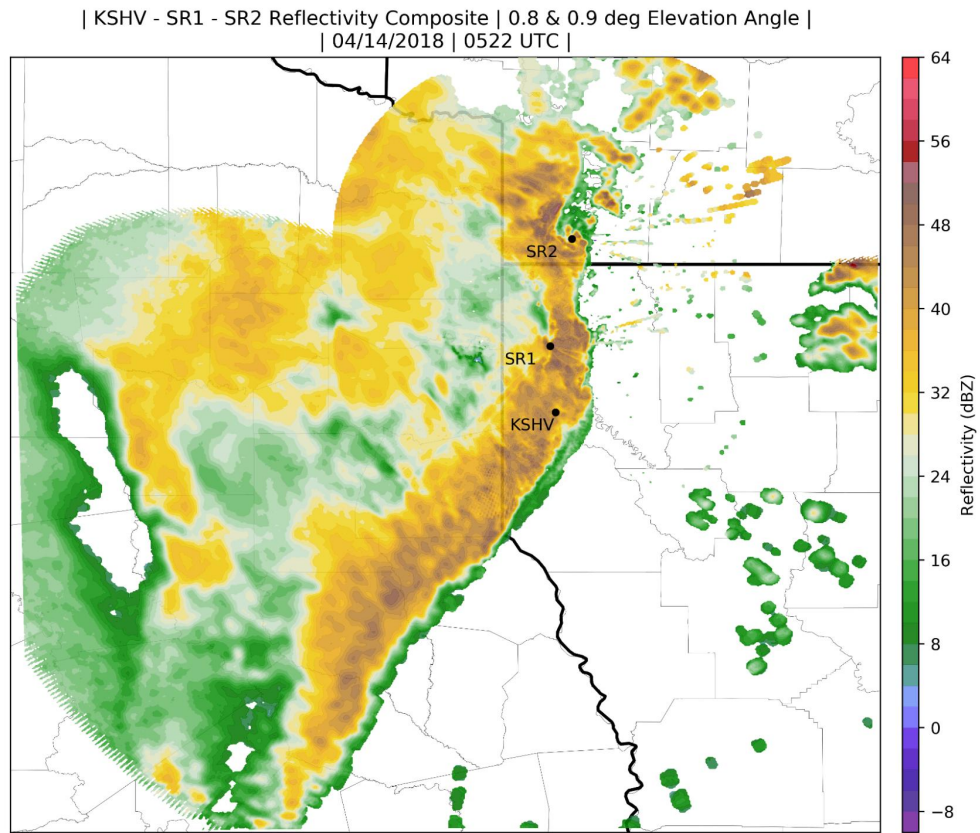 | KSHV - SR1 - SR2 Reflectivity Composite | 0.8 & 0.9 deg Elevation Angle |
| 04/14/2018 | 0522 UTC |
64
56
48
40
32
24
16
8
0
−8
Reflectivity (dBZ)
SR2
SR1
KSHV